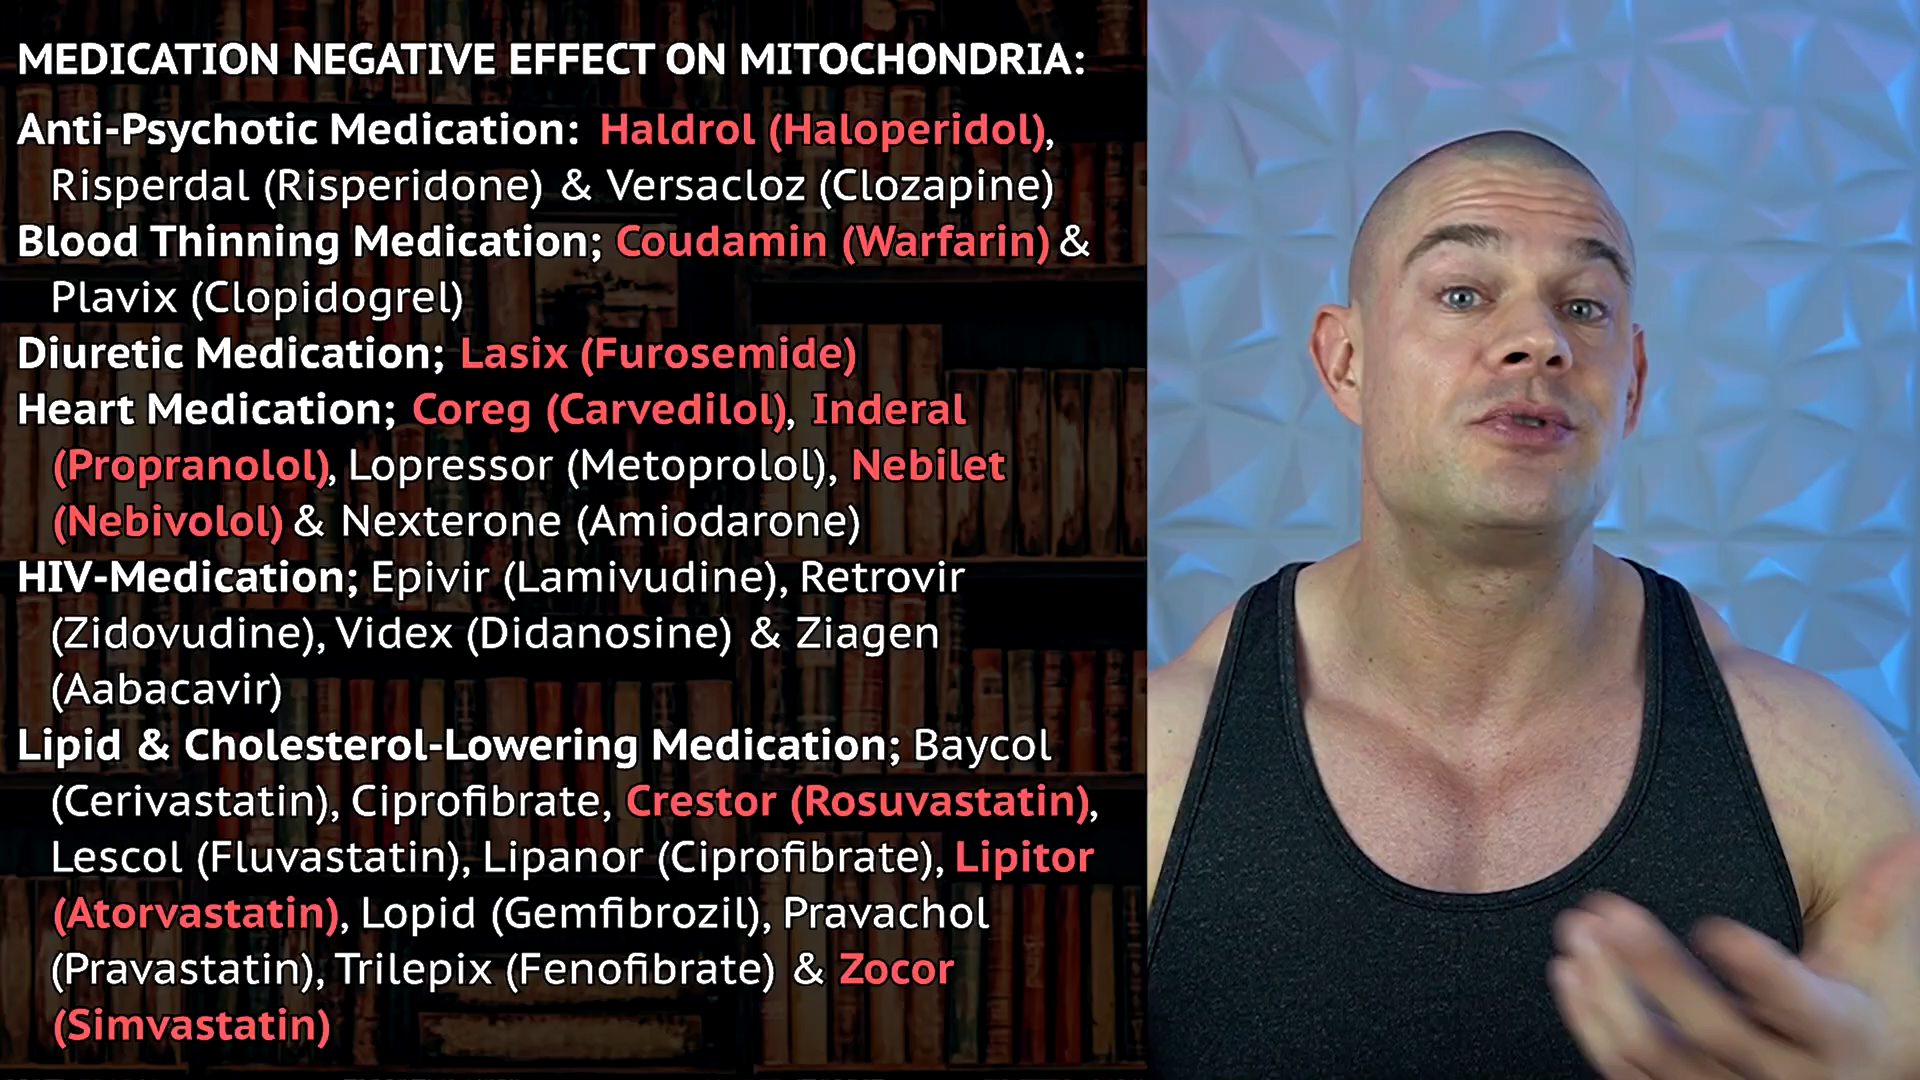 MEDICATION NEGATIVE EFFECT ON MITOCHONDRIA:
Anti-Psychotic Medication: Haldrol (Haloperidol),
Risperdal (Risperidone) & Versacloz (Clozapine)
Blood Thinning Medication; Coudamin (Warfarin) &
Plavix (Clopidogrel)
Diuretic Medication; Lasix (Furosemide)
Heart Medication; Coreg (Carvedilol), Inderal
(Propranolol), Lopressor (Metoprolol), Nebilet
(Nebivolol) & Nexterone (Amiodarone)
HIV-Medication; Epivir (Lamivudine), Retrovir
(Zidovudine), Videx (Didanosine) & Ziagen
(Aabacavir)
Lipid & Cholesterol-Lowering Medication; Baycol
(Cerivastatin), Ciprofibrate, Crestor (Rosuvastatin),
Lescol (Fluvastatin), Lipanor (Ciprofibrate), Lipitor
(Atorvastatin), Lopid (Gemfibrozil), Pravachol
(Pravastatin), Trilepix (Fenofibrate) & Zocor
(Simvastatin)